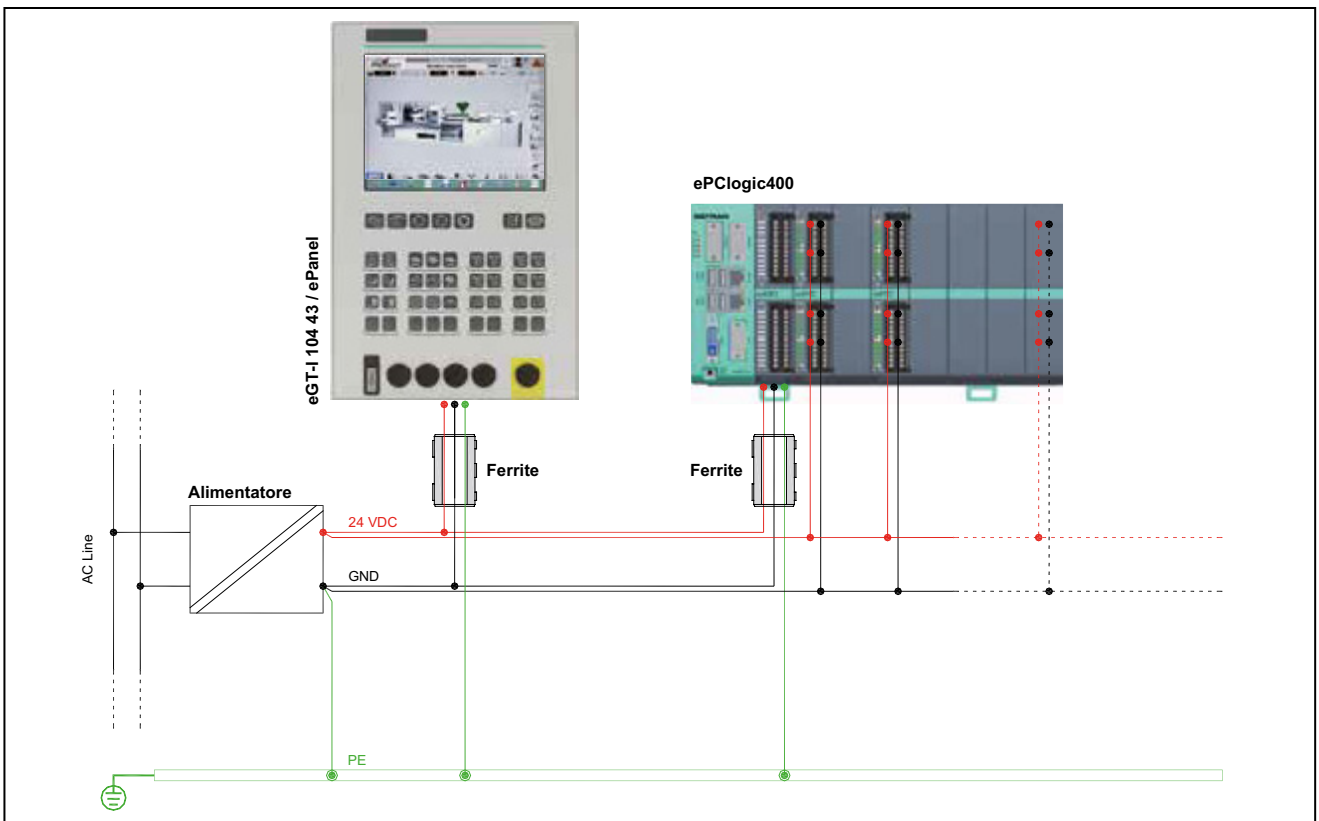 ePClogic400
eGT-I 104 43 / ePanel
Ferrite
Ferrite
Alimentatore
24 VDC
AC Line
GND
PE